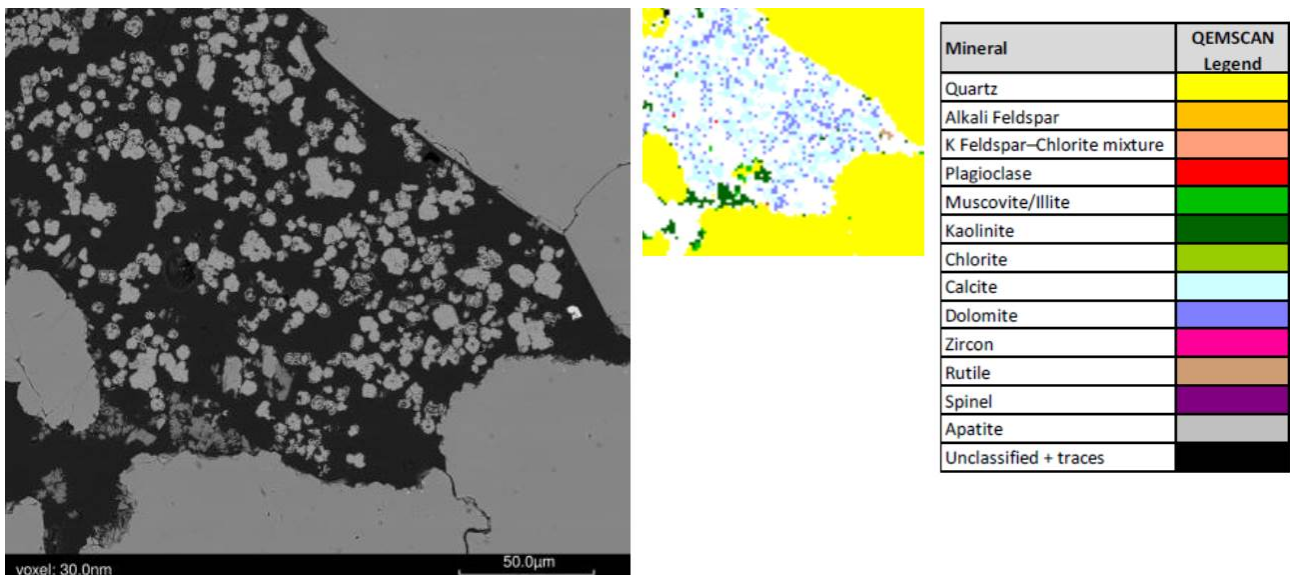 voxel: 30.0nm
50.0µm
Mineral
QEMSCAN
Legend
Quartz
Alkali Feldspar
K Feldspar–Chlorite mixture
Plagioclase
Muscovite/Illite
Kaolinite
Chlorite
Calcite
Dolomite
Zircon
Rutile
Spinel
Apatite
Unclassified + traces